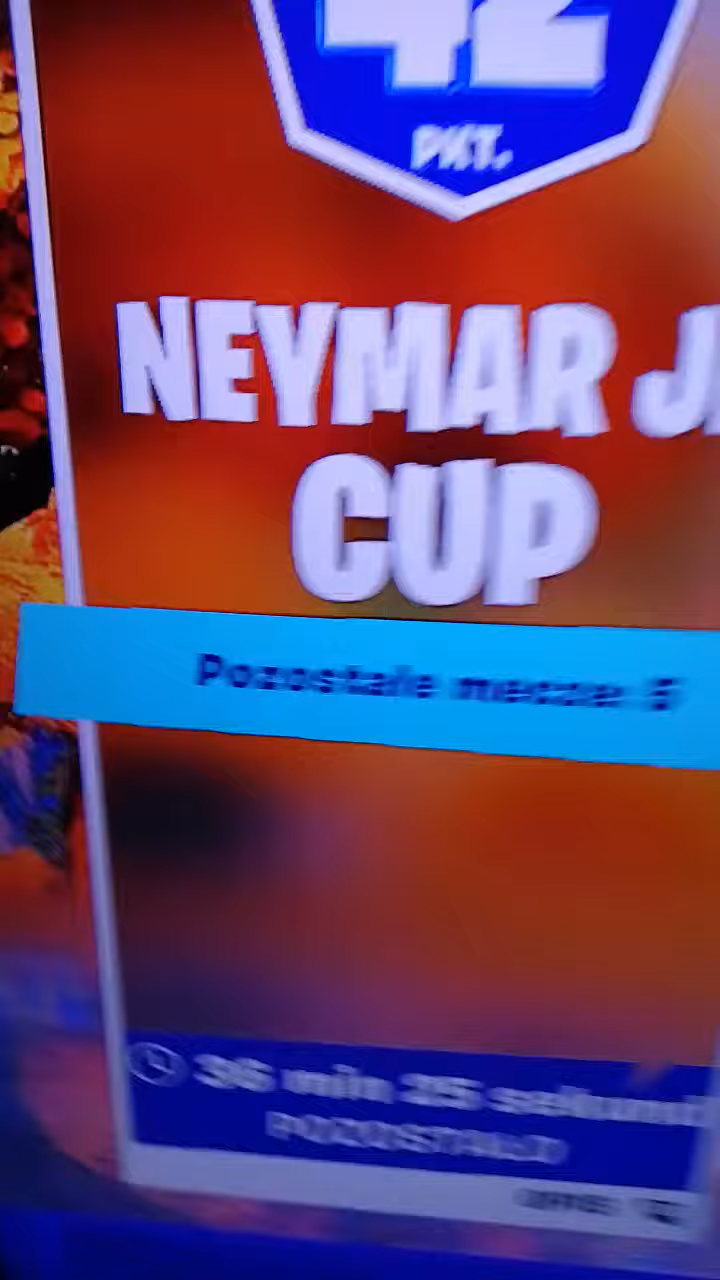 42
PKT.
NEYMAR J
CUP
Pozostałe mecze: 5
36 min 25 sekund
POZOSTAŁO